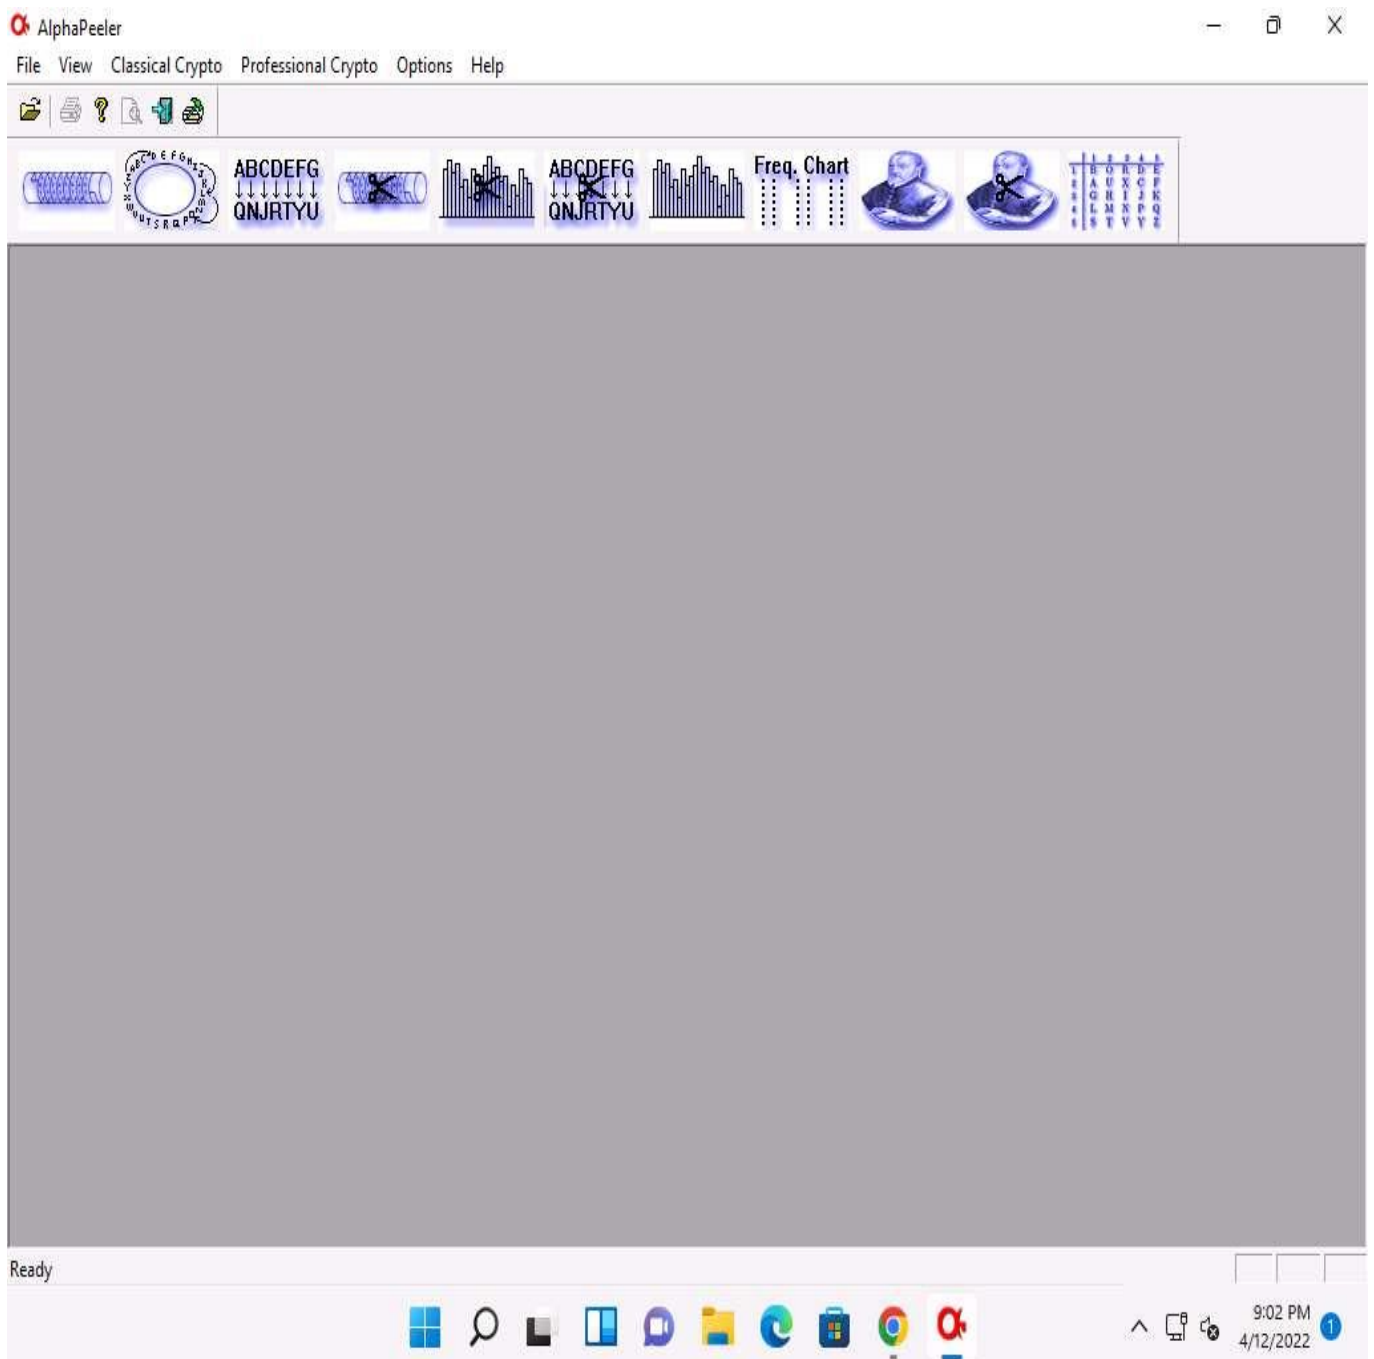 AlphaPeeler
File View Classical Crypto Professional Crypto Options Help
ABCDEFG
QNJRTYU
ABCDEFG
QNJRTYU
Freq. Chart
Ready
9:02 PM
4/12/2022
1